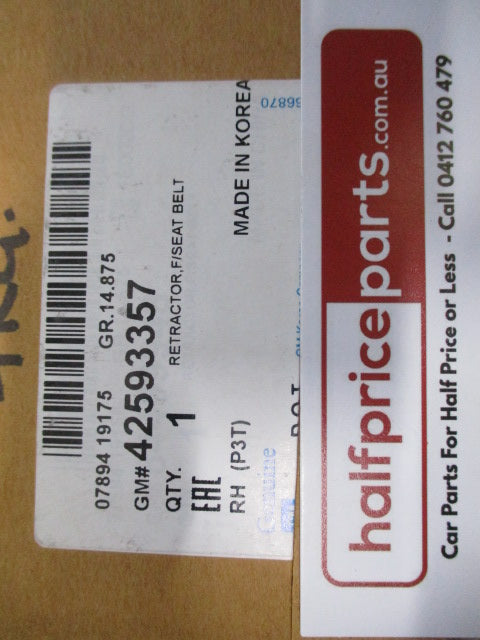 07894 19175 GR.14.875
GM# 42593357
QTY. 1 RETRACTOR,F/SEAT BELT
EAC
RH (P3T) MADE IN KOREA
Genuine
halfpriceparts.com.au
Car Parts For Half Price or Less - Call 0412 760 479